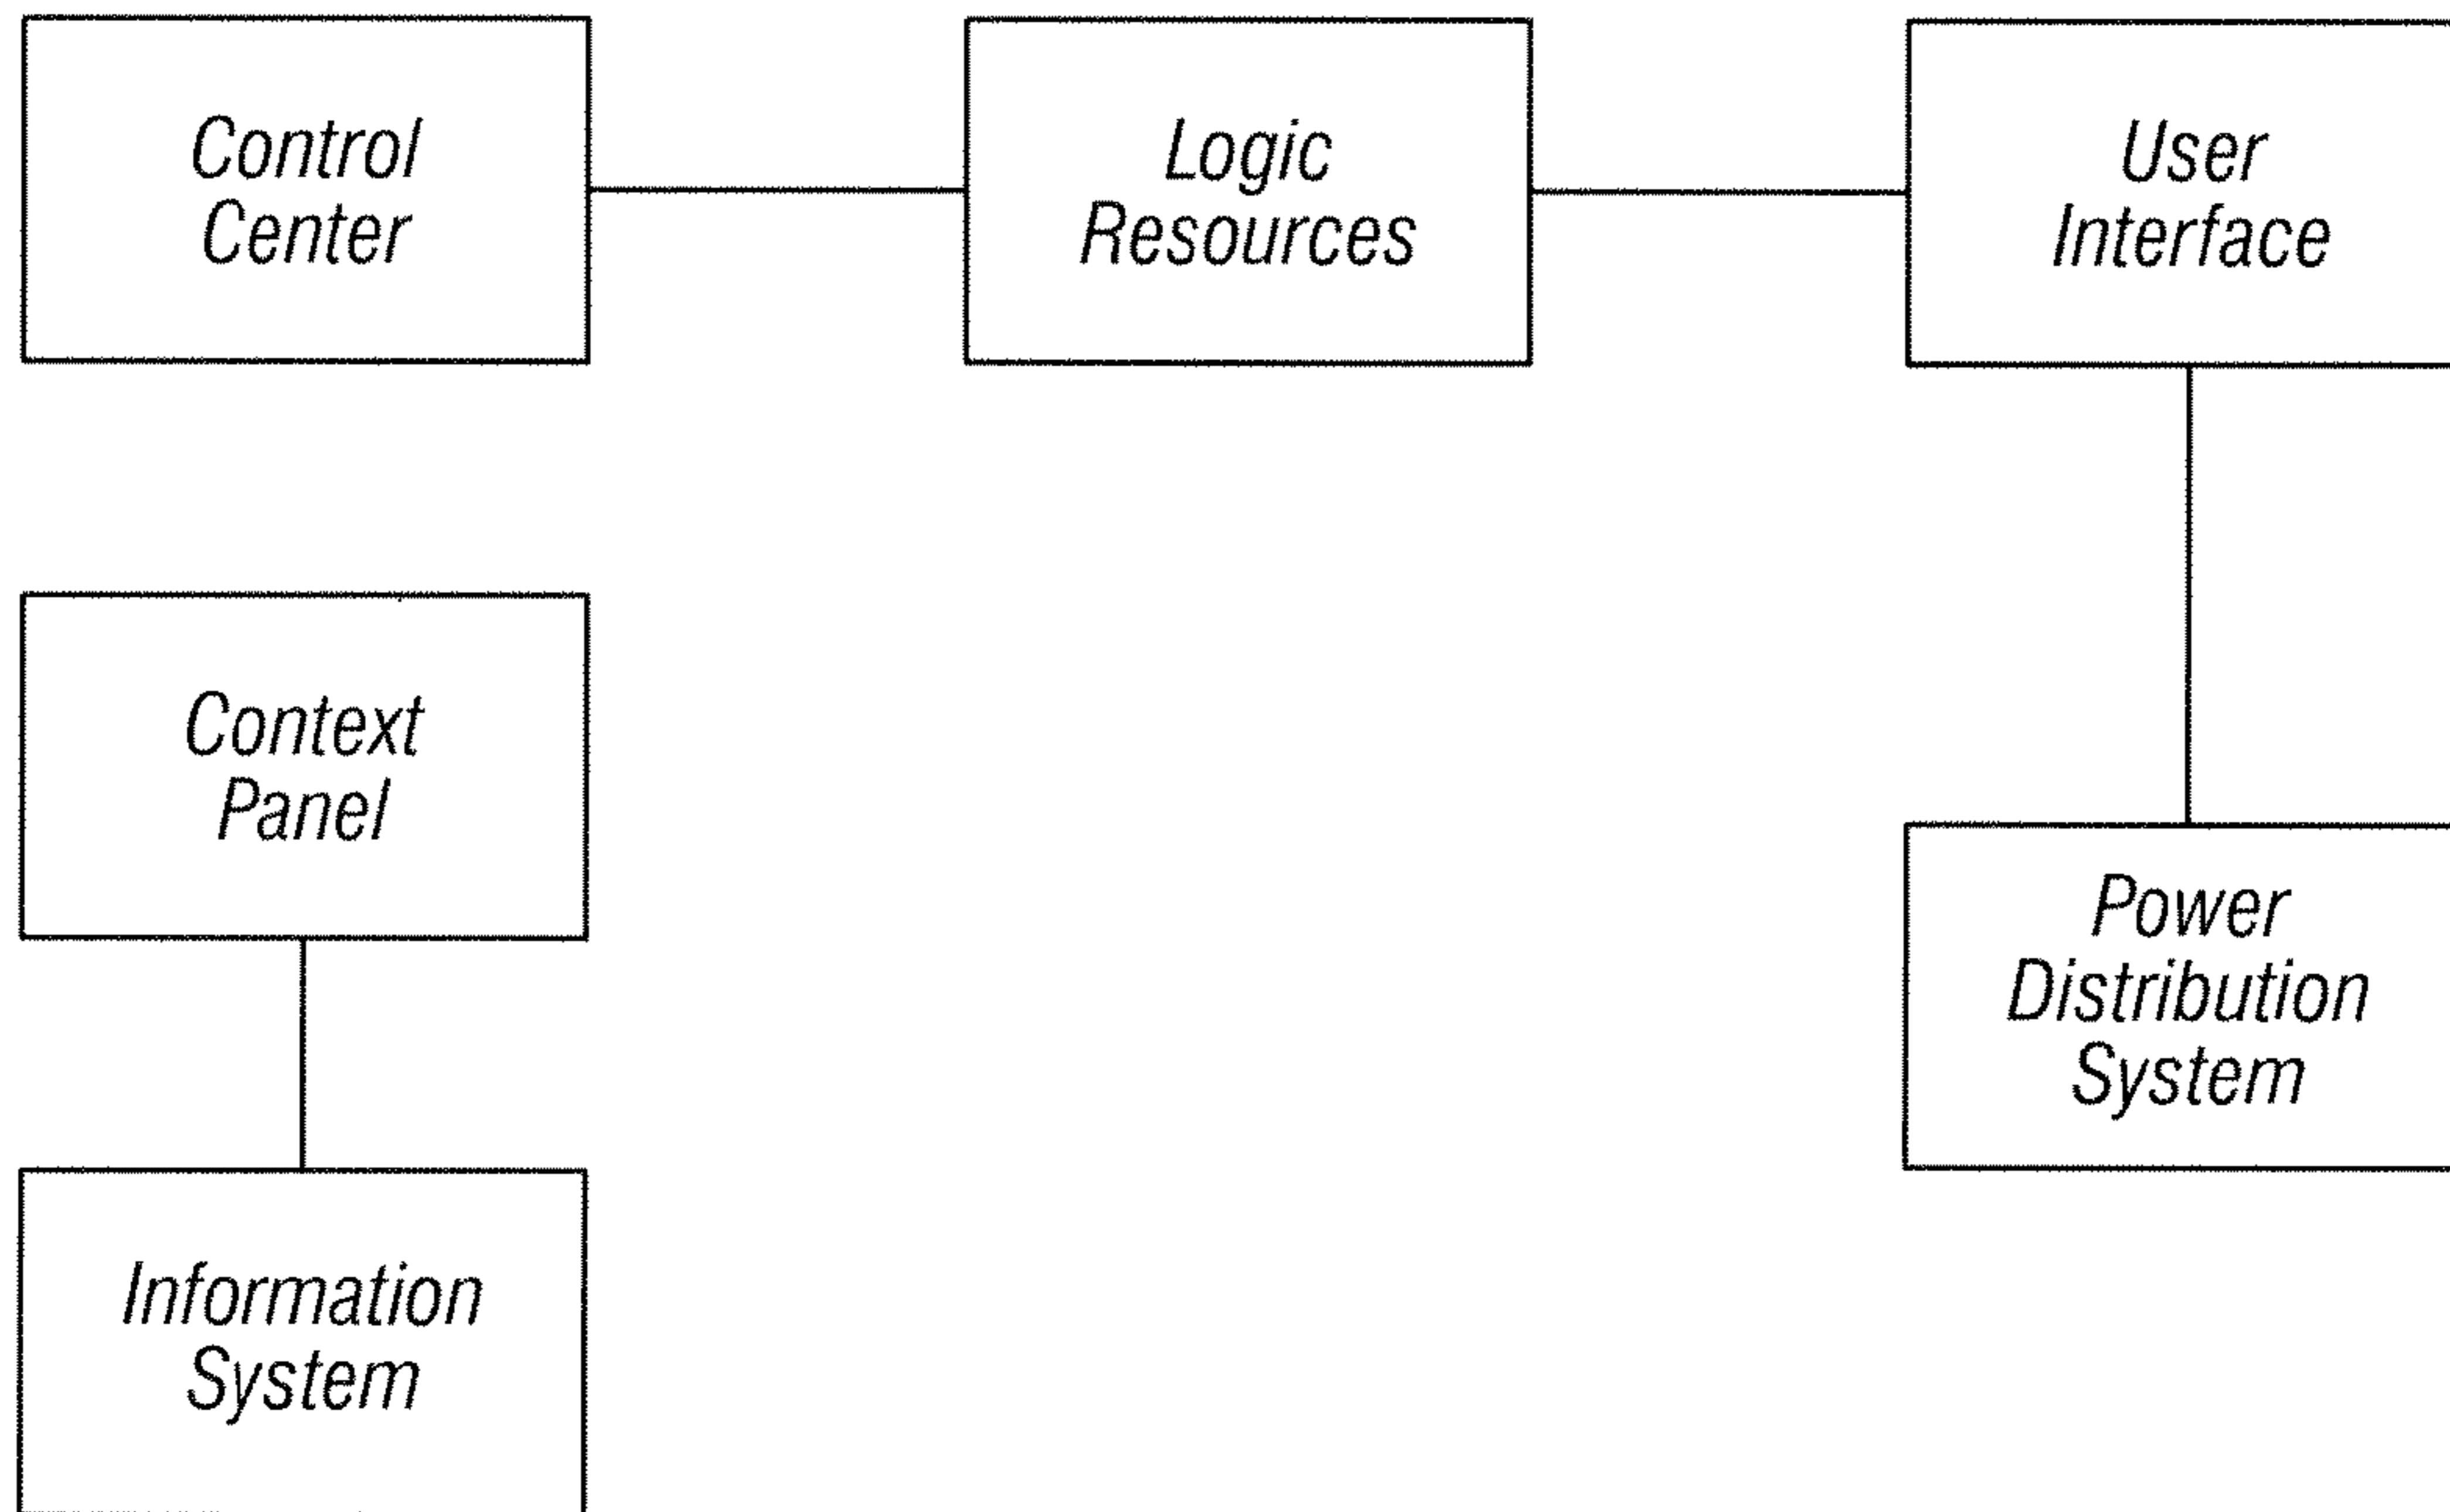 Control
Center
Logic
Resources
User
Interface
Context
Panel
Power
Distribution
System
Information
System